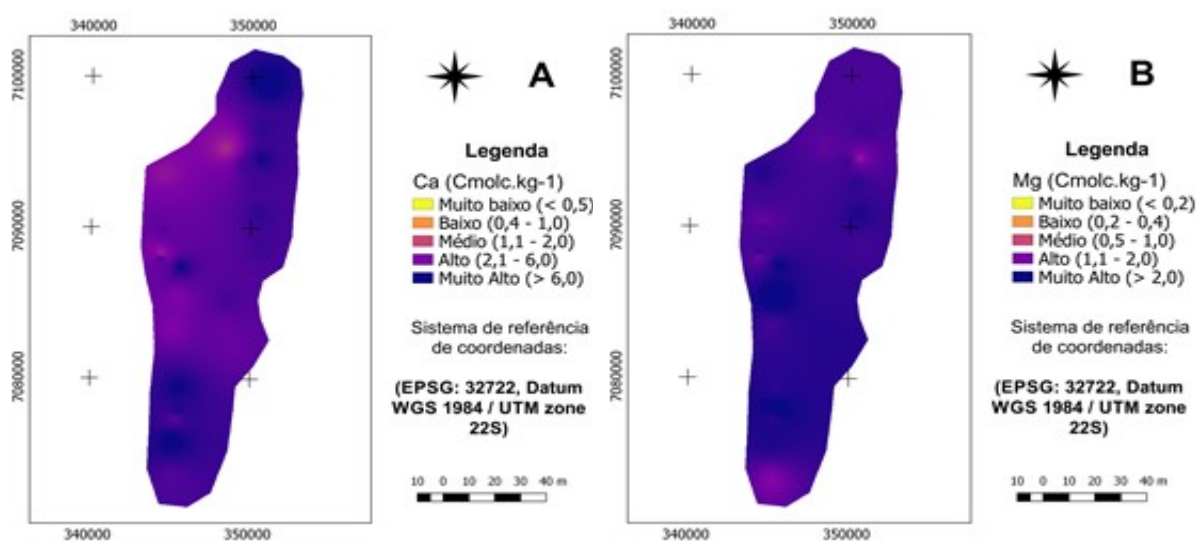 340000 350000
7100000
7090000
7080000
340000 350000
A
Legenda
Ca (Cmolc.kg-1)
Muito baixo (< 0,5)
Baixo (0,4 - 1,0)
Médio (1,1 - 2,0)
Alto (2,1 - 6,0)
Muito Alto (> 6,0)
Sistema de referência
de coordenadas:
(EPSG: 32722, Datum
WGS 1984 / UTM zone
22S)
10 0 10 20 30 40 m
340000 350000
7100000
7090000
7080000
340000 350000
B
Legenda
Mg (Cmolc.kg-1)
Muito baixo (< 0,2)
Baixo (0,2 - 0,4)
Médio (0,5 - 1,0)
Alto (1,1 - 2,0)
Muito Alto (> 2,0)
Sistema de referência
de coordenadas:
(EPSG: 32722, Datum
WGS 1984 / UTM zone
22S)
10 0 10 20 30 40 m